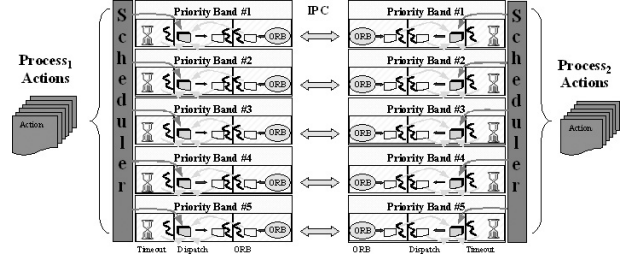 Process1
Actions
Action
Scheduler
Priority Band #1
ORB
Priority Band #2
ORB
Priority Band #3
ORB
Priority Band #4
ORB
Priority Band #5
ORB
Timeout Dispatch ORB
IPC
Priority Band #1
ORB
Priority Band #2
ORB
Priority Band #3
ORB
Priority Band #4
ORB
Priority Band #5
ORB
ORB Dispatch Timeout
Scheduler
Process2
Actions
Action